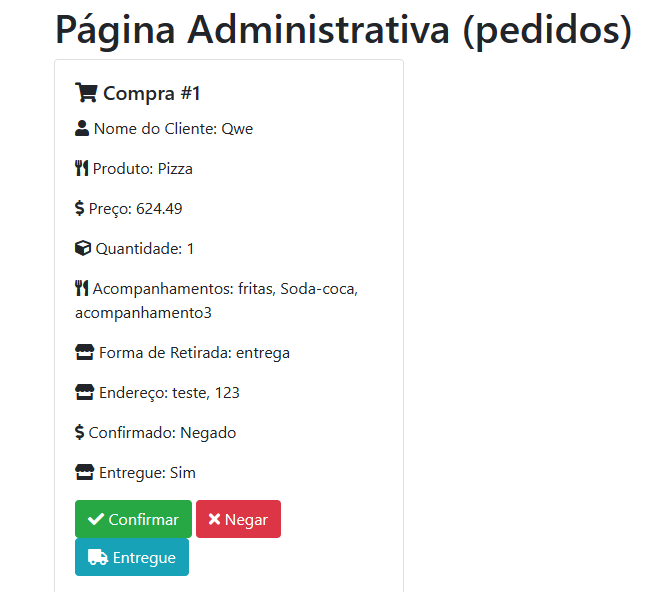 Página Administrativa (pedidos)
Compra #1
Nome do Cliente: Qwe
Produto: Pizza
$ Preço: 624.49
Quantidade: 1
Acompanhamentos: fritas, Soda-coca,
acompanhamento3
Forma de Retirada: entrega
Endereço: teste, 123
$ Confirmado: Negado
Entregue: Sim
Confirmar
Negar
Entregue